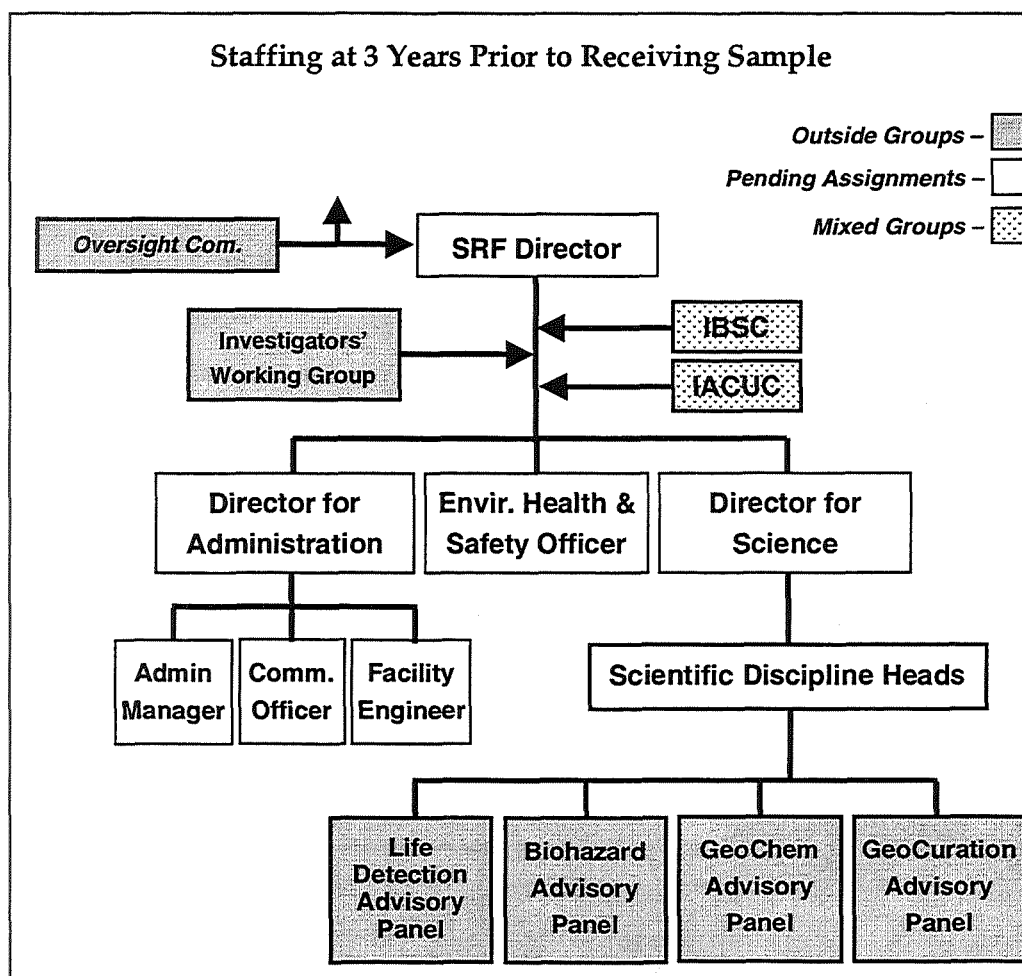 Staffing at 3 Years Prior to Receiving Sample
Outside Groups –
Pending Assignments –
Mixed Groups –
Oversight Com.
SRF Director
Investigators'
Working Group
IBSC
IACUC
Director for
Administration
Envir. Health &
Safety Officer
Director for
Science
Admin
Manager
Comm.
Officer
Facility
Engineer
Scientific Discipline Heads
Life
Detection
Advisory
Panel
Biohazard
Advisory
Panel
GeoChem
Advisory
Panel
GeoCuration
Advisory
Panel